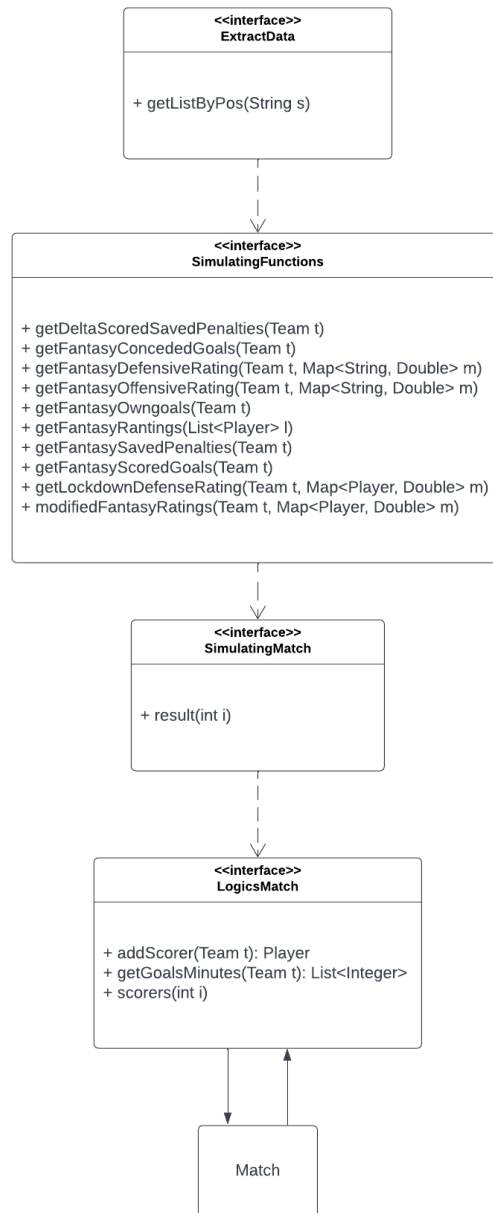 <<interface>>
ExtractData
+ getListByPos(String s)
<<interface>>
SimulatingFunctions
+ getDeltaScoredSavedPenalties(Team t)
+ getFantasyConcededGoals(Team t)
+ getFantasyDefensiveRating(Team t, Map<String, Double> m)
+ getFantasyOffensiveRating(Team t, Map<String, Double> m)
+ getFantasyOwngoals(Team t)
+ getFantasyRantings(List<Player> l)
+ getFantasySavedPenalties(Team t)
+ getFantasyScoredGoals(Team t)
+ getLockdownDefenseRating(Team t, Map<Player, Double> m)
+ modifiedFantasyRatings(Team t, Map<Player, Double> m)
<<interface>>
SimulatingMatch
+ result(int i)
<<interface>>
LogicsMatch
+ addScorer(Team t): Player
+ getGoalsMinutes(Team t): List<Integer>
+ scorers(int i)
Match